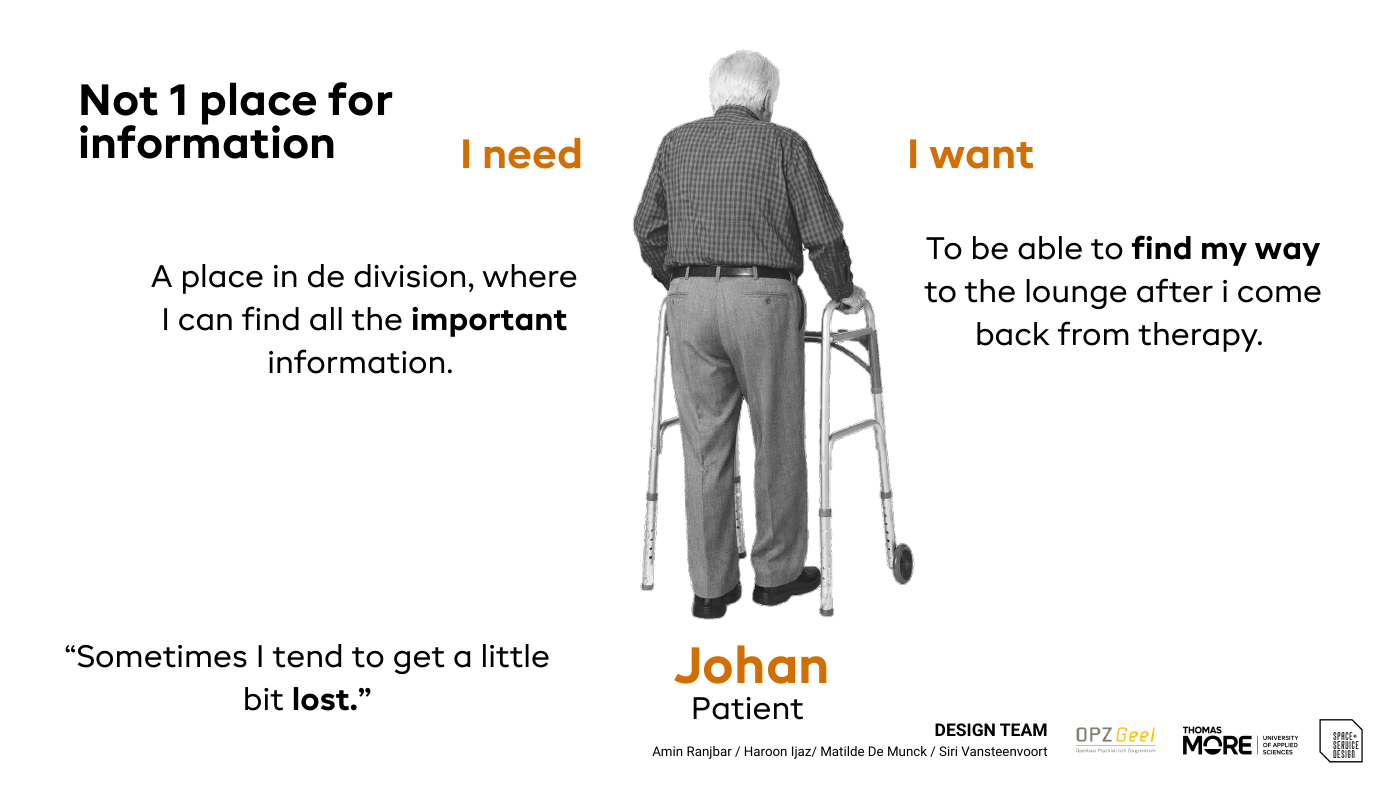 Not 1 place for
information
I need
I want
A place in de division, where
I can find all the important
information.
To be able to find my way
to the lounge after i come
back from therapy.
“Sometimes I tend to get a little
bit lost.”
Johan
Patient
DESIGN TEAM
Amin Ranjbar / Haroon Ijaz/ Matilde De Munck / Siri Vansteenvoort
OPZ Geel
Openbaar Psychiatrisch Zorgcentrum
THOMAS
MORE
UNIVERSITY
OF APPLIED
SCIENCES
SPACE+
SERVICE
DESIGN